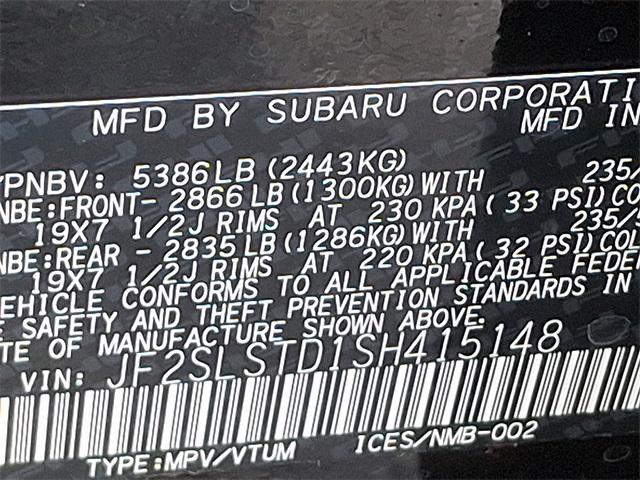 MFD BY SUBARU CORPORATI
MFD IN
PNBV: 5386LB (2443KG)
NBE:FRONT- 2866 LB (1300KG) WITH 235/
19X7 1/2J RIMS AT 230 KPA ( 33 PSI) CO
NBE:REAR - 2835 LB (1286KG) WITH 235/
19X7 1/2J RIMS AT 220 KPA ( 32 PSI) COL
EHICLE CONFORMS TO ALL APPLICABLE FEDE
SAFETY AND THEFT PREVENTION STANDARDS IN
TE OF MANUFACTURE SHOWN ABOVE.
VIN: JF2SLSTD1SH415148
TYPE:MPV/VTUM ICES/NMB-002